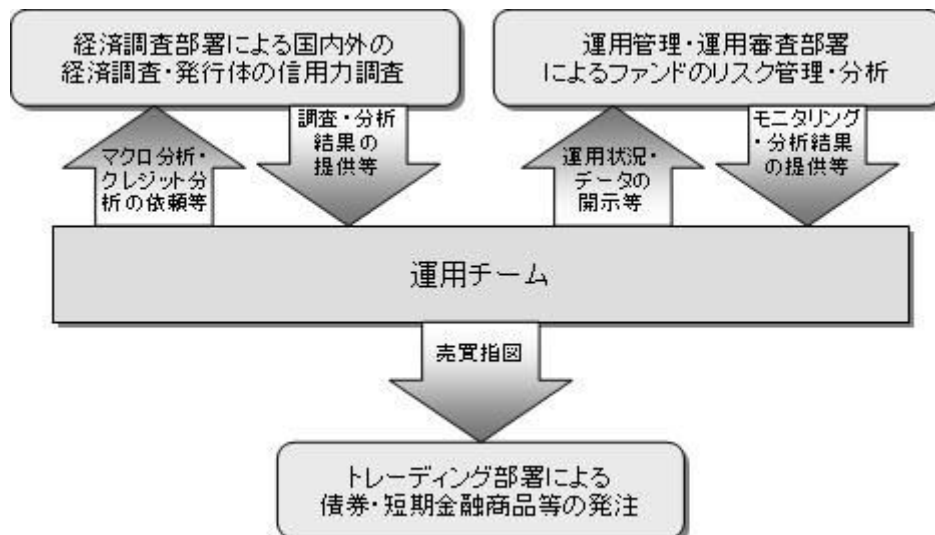 経済調査部署による国内外の
経済調査・発行体の信用力調査
運用管理・運用審査部署
によるファンドのリスク管理・分析
マクロ分析・
クレジット分
析の依頼等
調査・分析
結果の
提供等
運用状況・
データの
開示等
モニタリング
・分析結果
の提供等
運用チーム
売買指図
トレーディング部署による
債券・短期金融商品等の発注